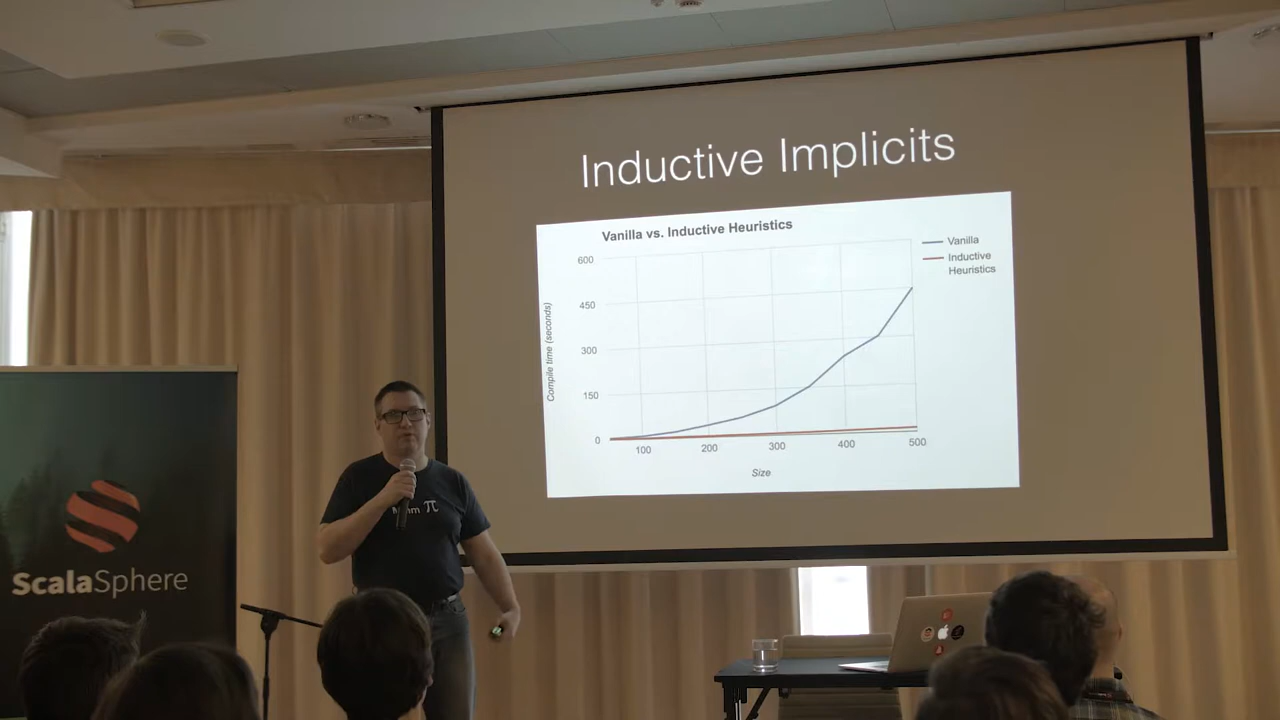 Inductive Implicits
Vanilla vs. Inductive Heuristics
600
450
300
150
0
Compile time (seconds)
100
200
300
400
500
Size
Vanilla
Inductive
Heuristics
π
ScalaSphere